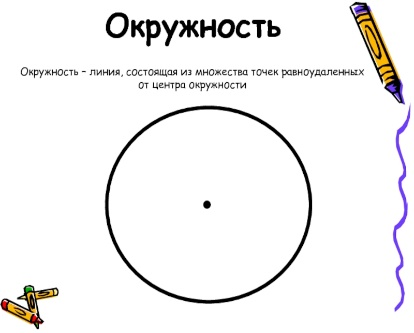 Окружность
Окружность – линия, состоящая из множества точек равноудаленных
от центра окружности